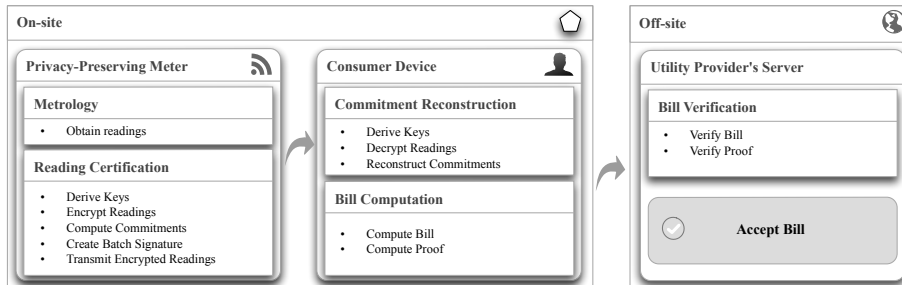 On-site
Privacy-Preserving Meter
Metrology
• Obtain readings
Reading Certification
• Derive Keys
• Encrypt Readings
• Compute Commitments
• Create Batch Signature
• Transmit Encrypted Readings
Consumer Device
Commitment Reconstruction
• Derive Keys
• Decrypt Readings
• Reconstruct Commitments
Bill Computation
• Compute Bill
• Compute Proof
Off-site
Utility Provider's Server
Bill Verification
• Verify Bill
• Verify Proof
Accept Bill